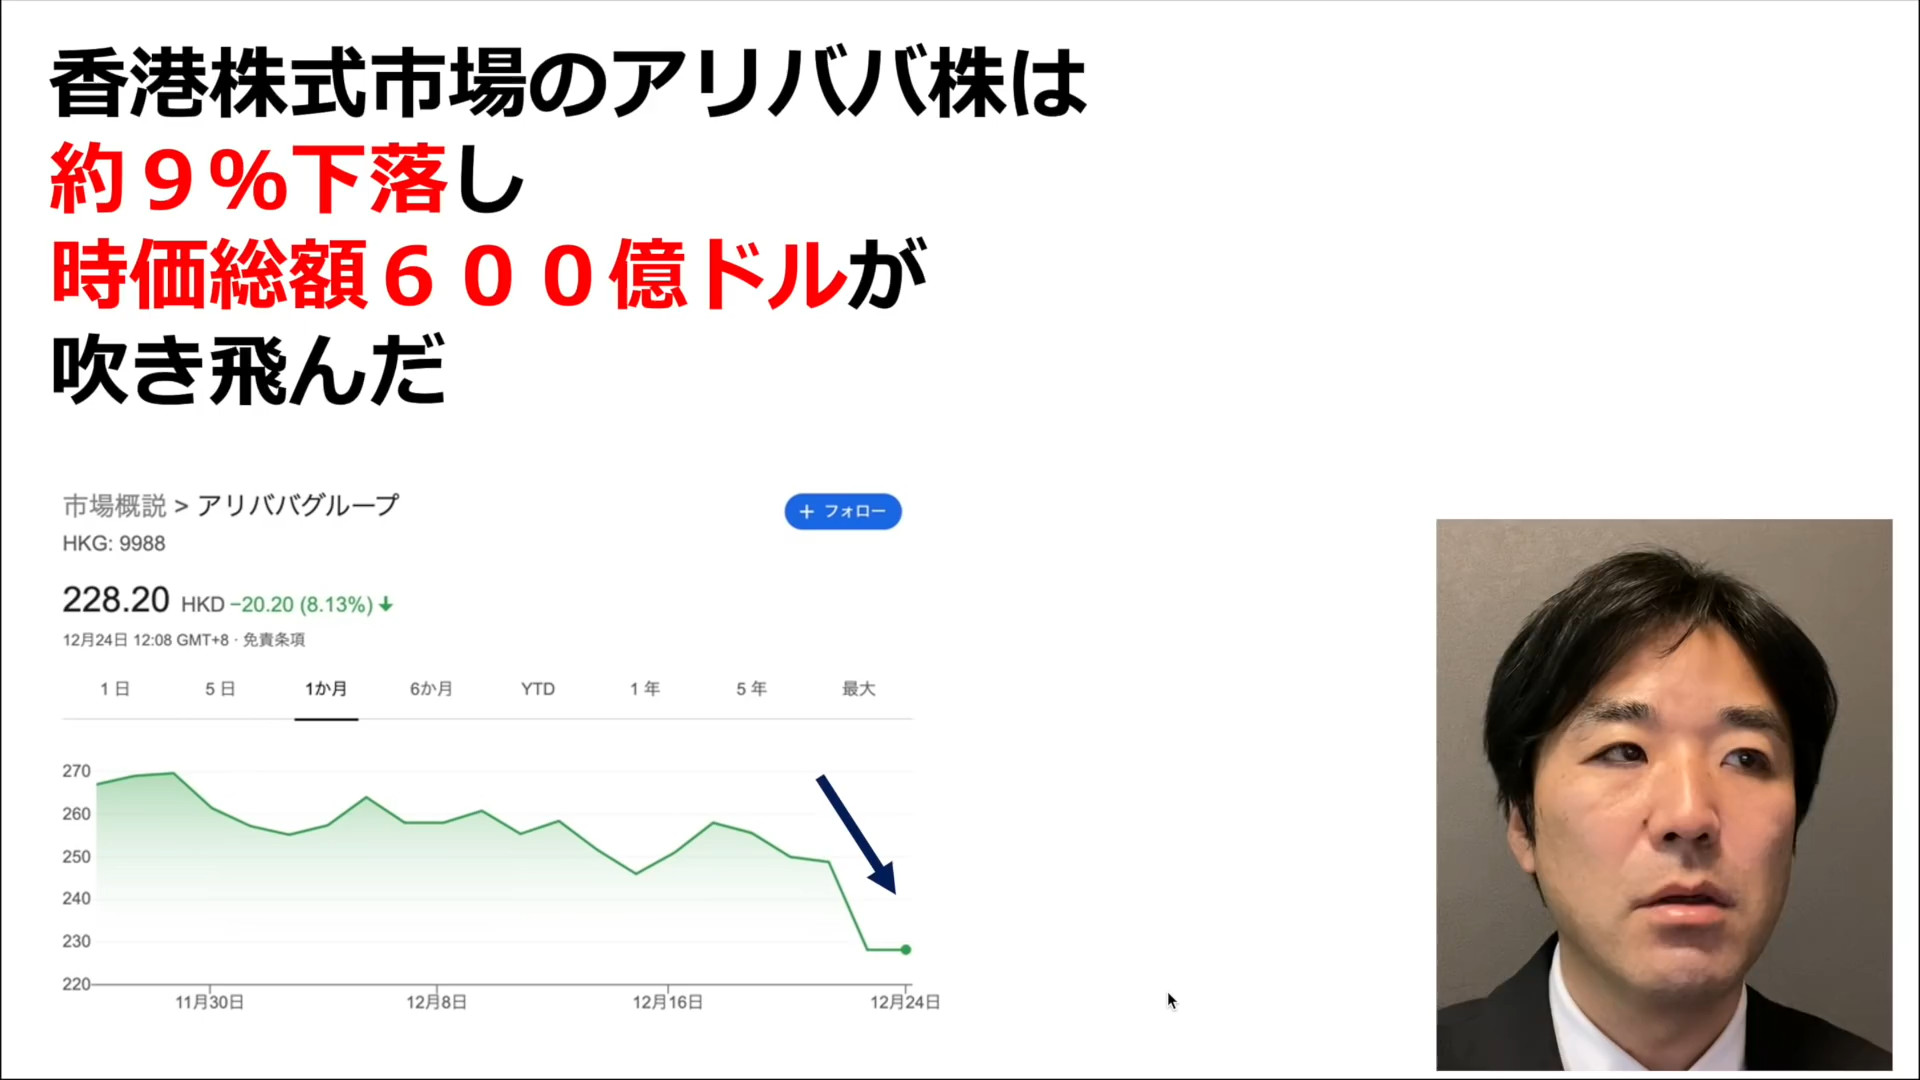 香港株式市場のアリババ株は
約９％下落し
時価総額６００億ドルが
吹き飛んだ
市場概説 > アリババグループ
+ フォロー
HKG: 9988
228.20 HKD −20.20 (8.13%) ↓
12月24日 12:08 GMT+8 · 免責条項
1 日 5 日 1か月 6か月 YTD 1 年 5 年 最大
270
260
250
240
230
220
11月30日 12月8日 12月16日 12月24日